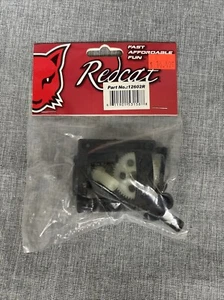 FAST
AFFORDABLE
FUN
Redcat
Part No.:12602R